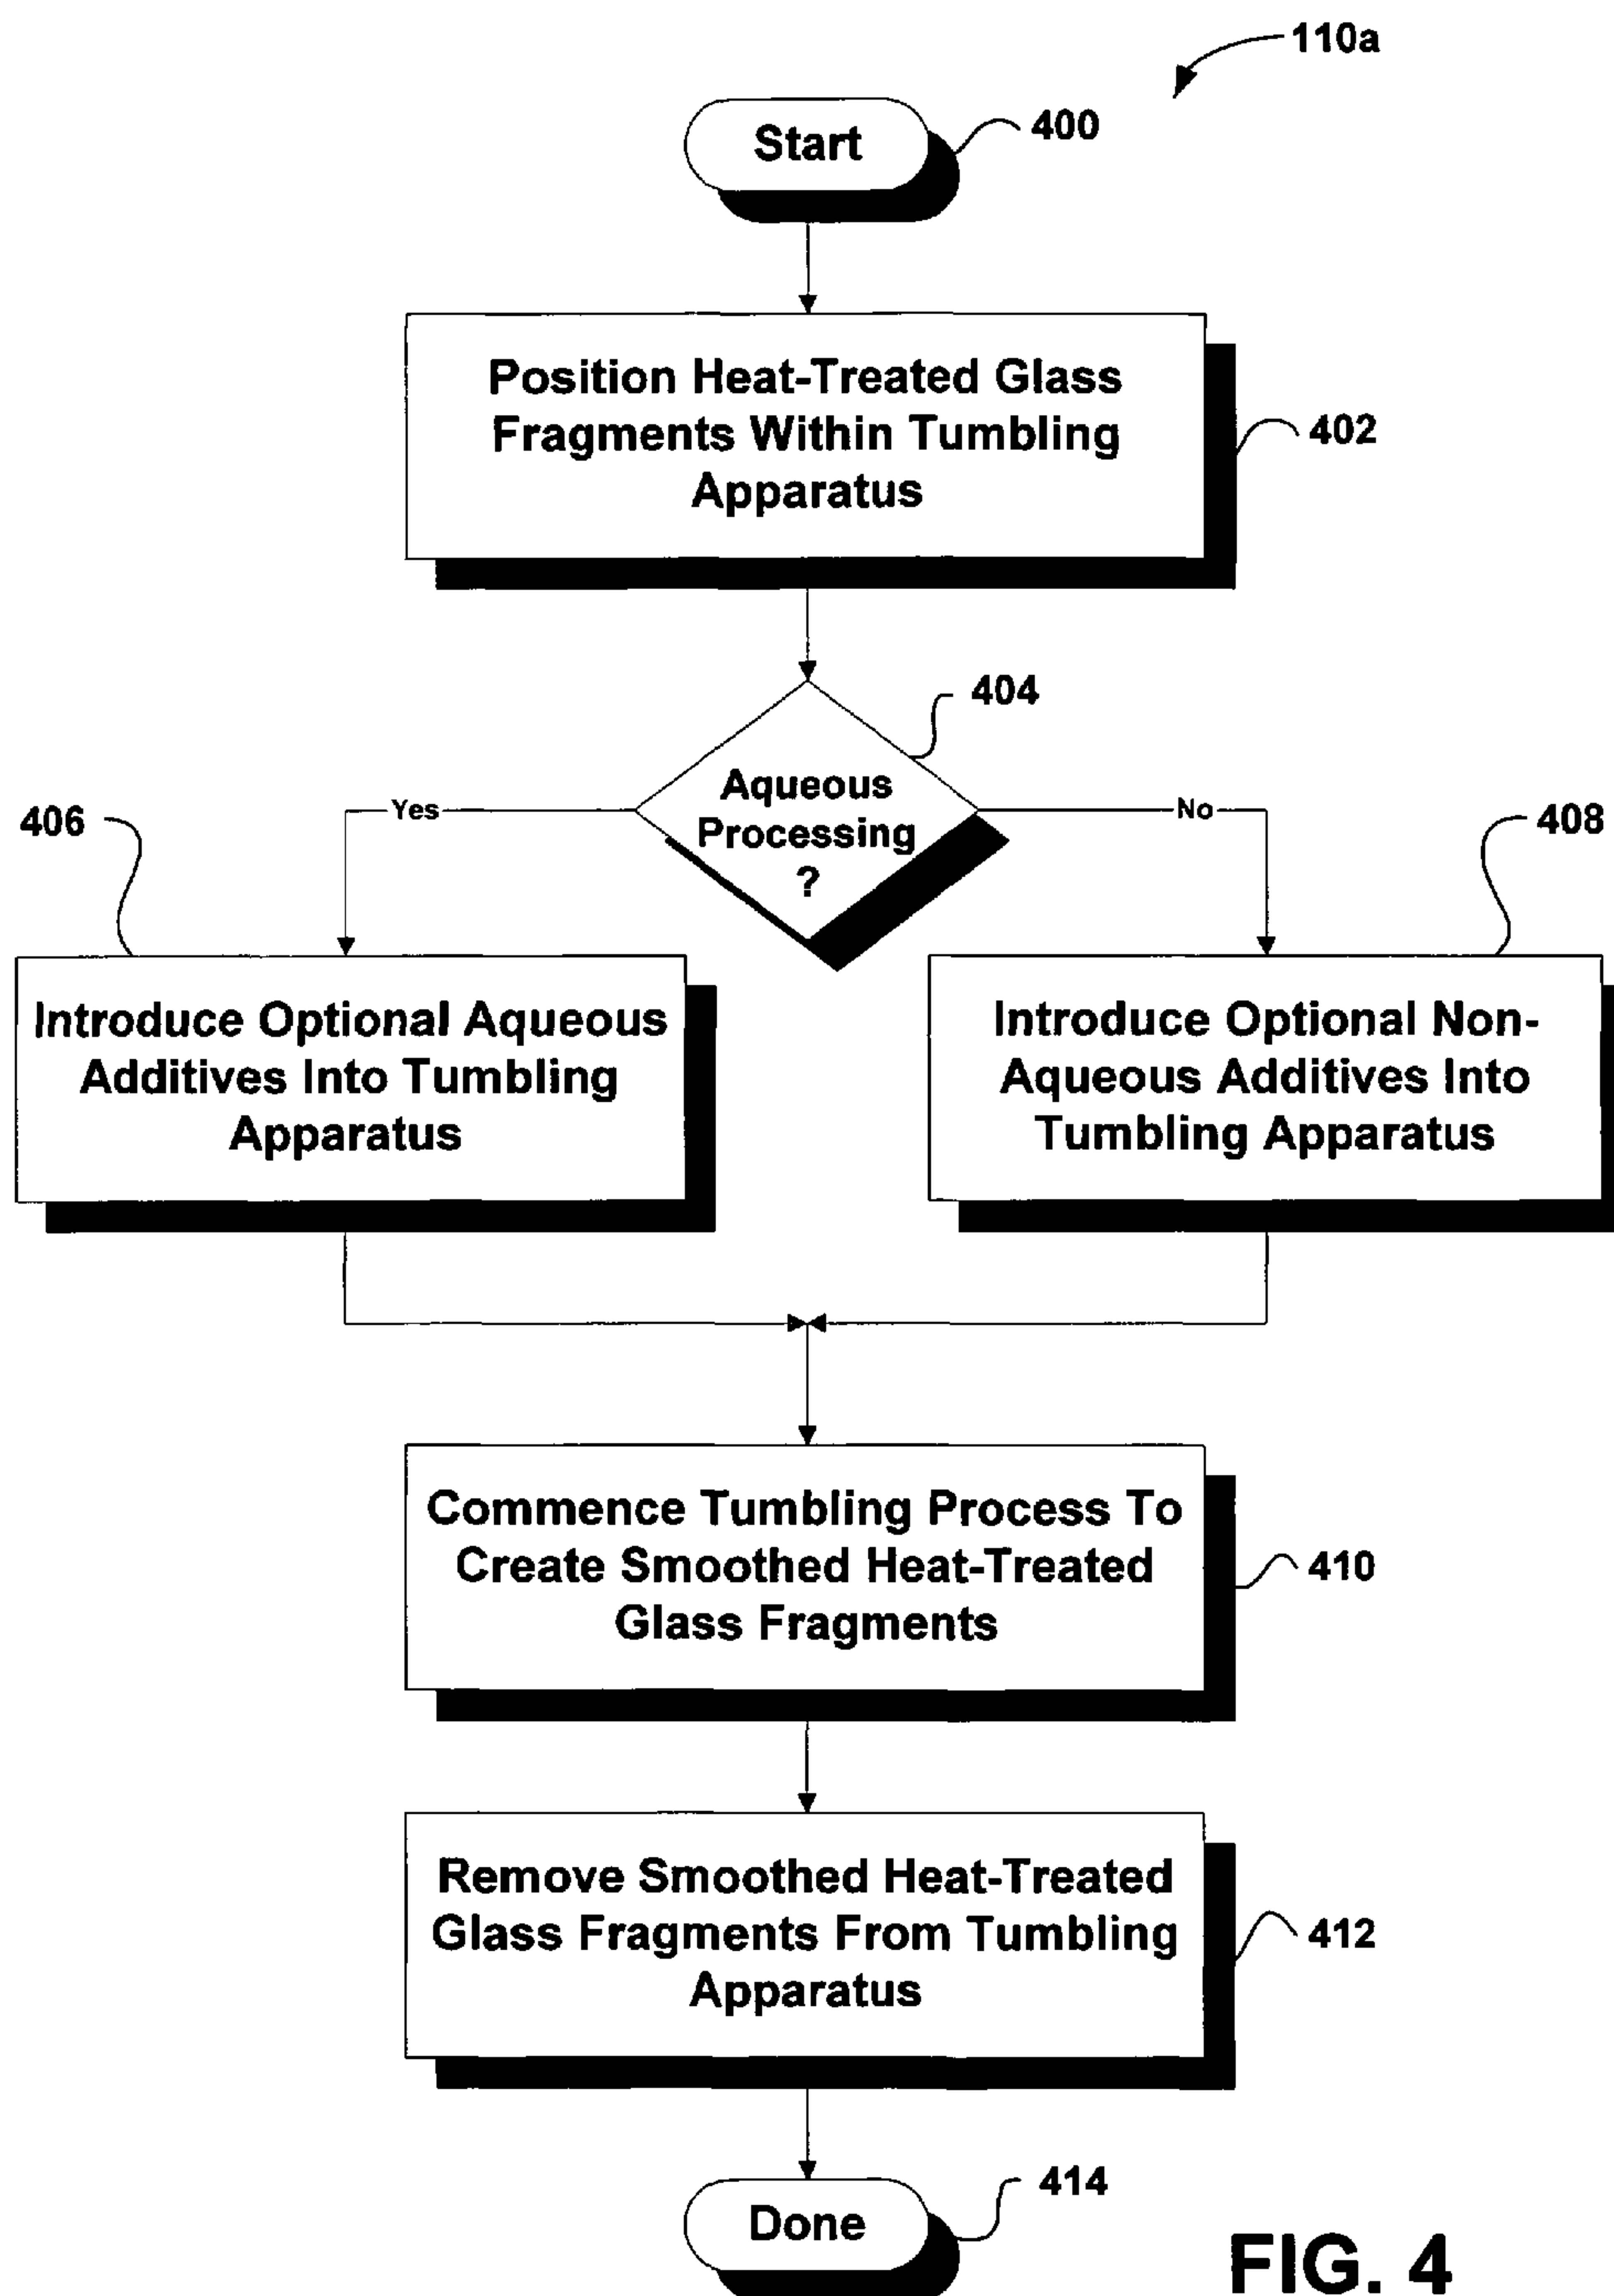 110a
Start
400
Position Heat-Treated Glass
Fragments Within Tumbling
Apparatus
402
404
Aqueous
Processing
?
Yes
No
406
408
Introduce Optional Aqueous
Additives Into Tumbling
Apparatus
Introduce Optional Non-
Aqueous Additives Into
Tumbling Apparatus
Commence Tumbling Process To
Create Smoothed Heat-Treated
Glass Fragments
410
Remove Smoothed Heat-Treated
Glass Fragments From Tumbling
Apparatus
412
Done
414
FIG. 4